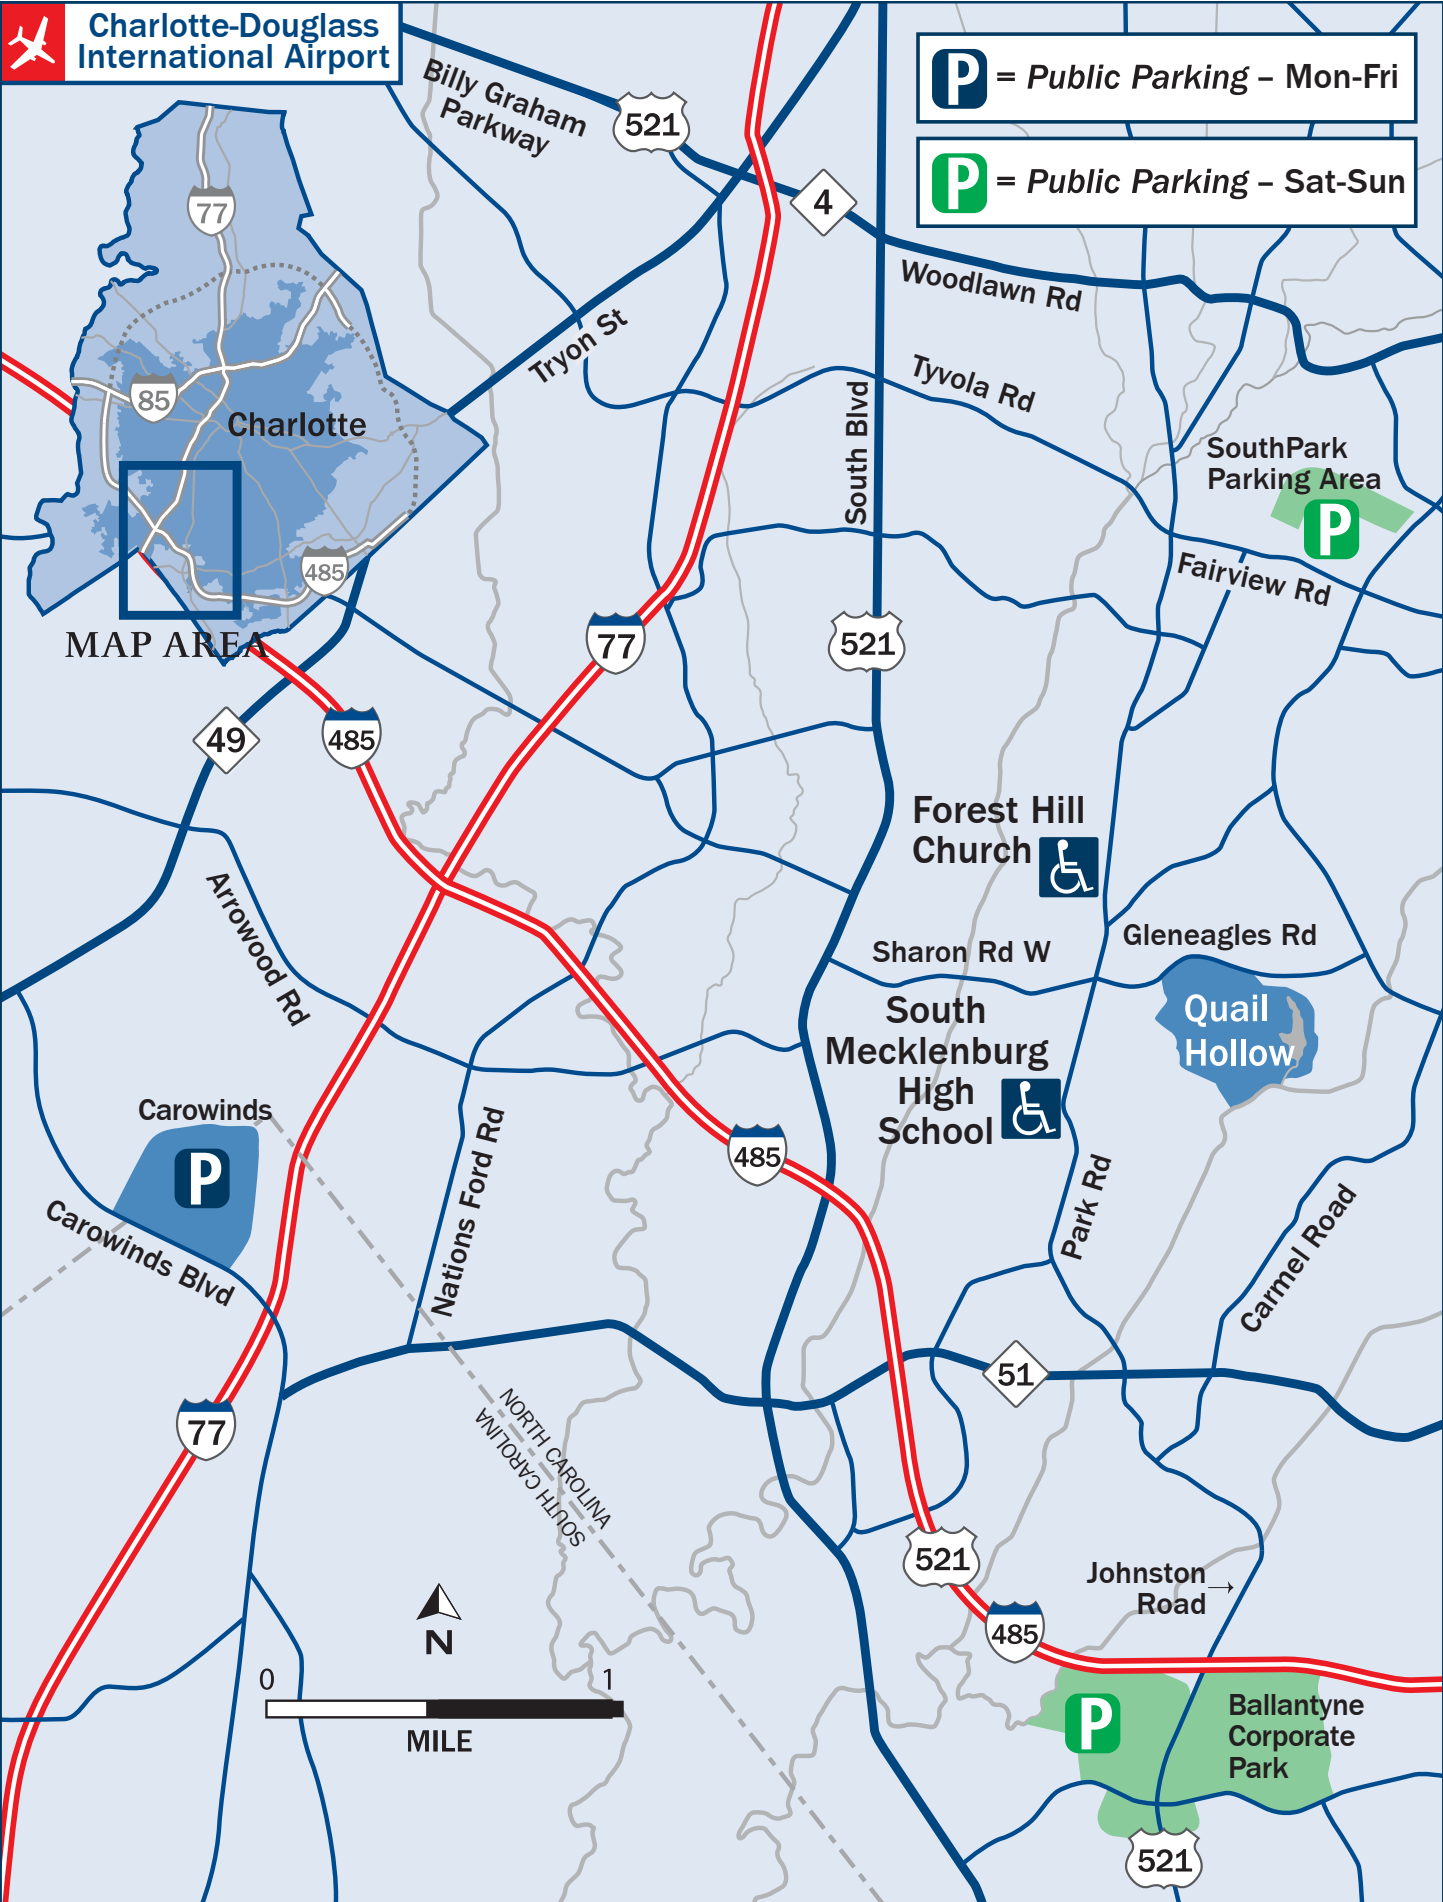 Charlotte-Douglass
International Airport
Billy Graham
Parkway
521
4
P = Public Parking – Mon-Fri
P = Public Parking – Sat-Sun
77
85
Charlotte
485
MAP AREA
Tryon St
Woodlawn Rd
Tyvola Rd
South Blvd
SouthPark
Parking Area
P
Fairview Rd
77
521
49
485
Forest Hill
Church
Arrowood Rd
Sharon Rd W
Gleneagles Rd
South
Mecklenburg
High
School
Quail
Hollow
Carowinds
P
Carowinds Blvd
Nations Ford Rd
485
Park Rd
Carmel Road
51
77
NORTH CAROLINA
SOUTH CAROLINA
521
Johnston
Road
485
N
0 1
MILE
P
Ballantyne
Corporate
Park
521